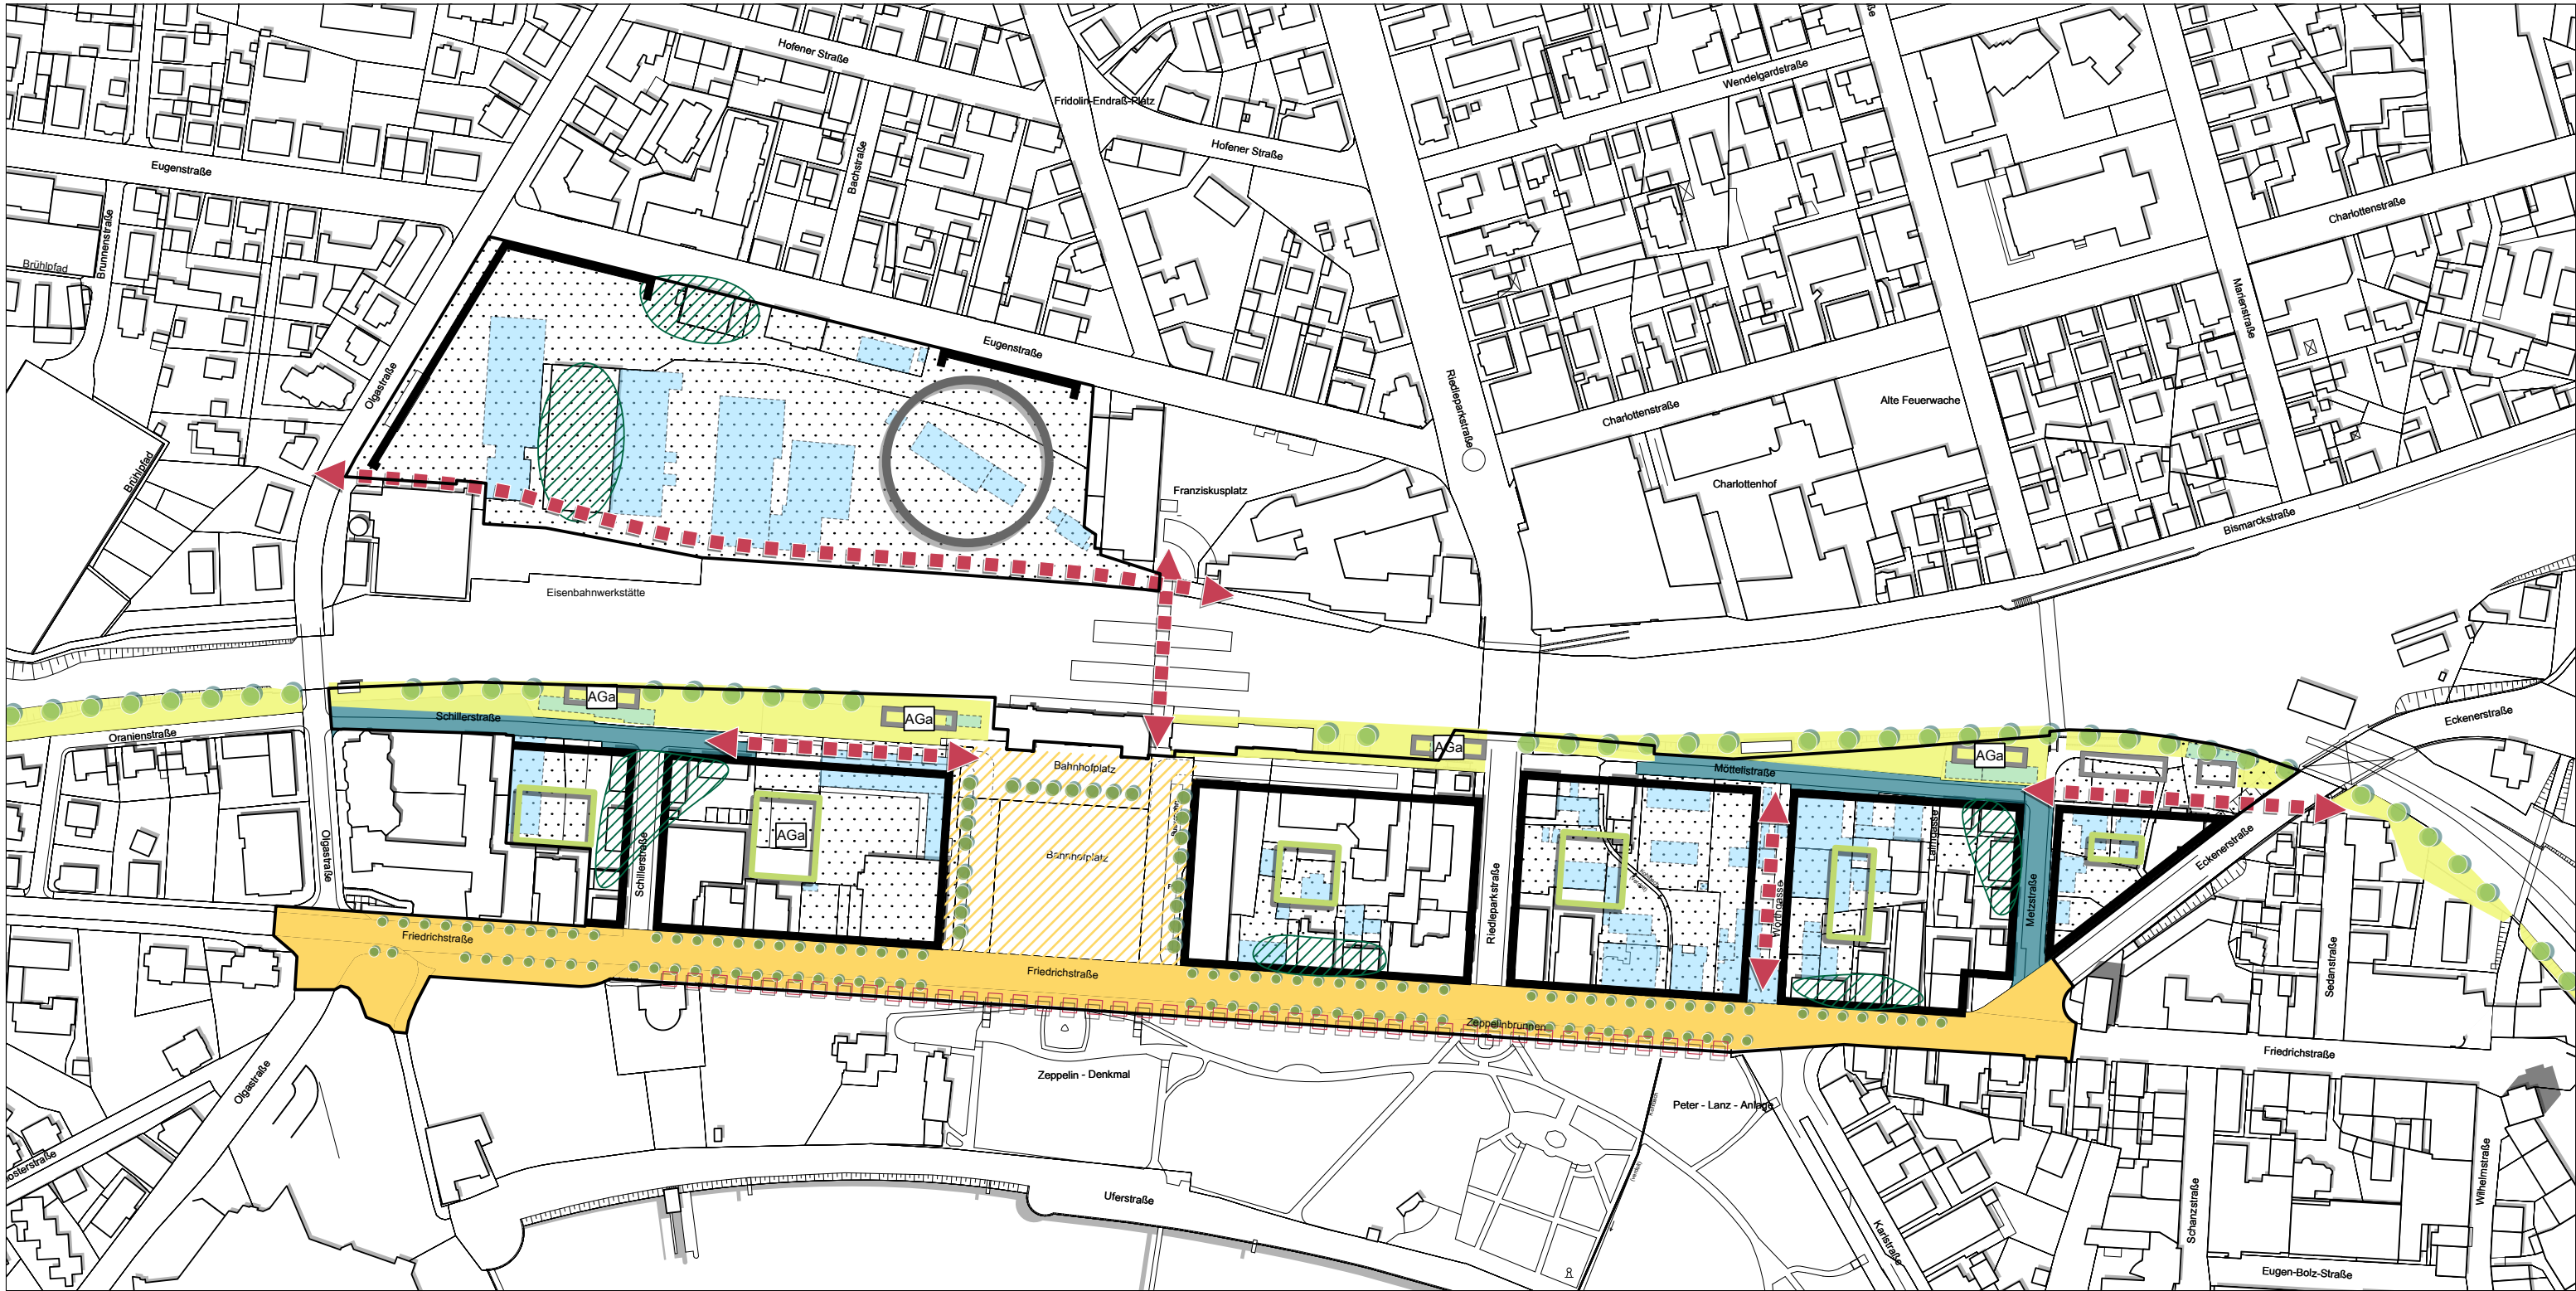 Hofener Straße
Fridolin-Endraß-Platz
Wendelgardstraße
Hofener Straße
Eugenstraße
Bachstraße
Brunnenstraße
Brühlpfad
Charlottenstraße
Marienstraße
Eugenstraße
Olgastraße
Riedleparkstraße
Charlottenstraße
Alte Feuerwache
Brühlpfad
Charlottenhof
Franziskusplatz
Bismarckstraße
Eisenbahnwerkstätte
AGa
AGa
AGa
AGa
Schillerstraße
Oranienstraße
Eckenerstraße
Bahnhofplatz
Möttelistraße
AGa
Bahnhofplatz
Olgastraße
Schillerstraße
Riedleparkstraße
Wörthgasse
Lanngasse
Metzstraße
Eckenerstraße
Sedanstraße
Friedrichstraße
Friedrichstraße
Zeppelinbrunnen
Friedrichstraße
Zeppelin - Denkmal
Peter - Lanz - Anlage
Olgastraße
Uferstraße
Karlstraße
Schanzstraße
Wilhelmstraße
Eugen-Bolz-Straße